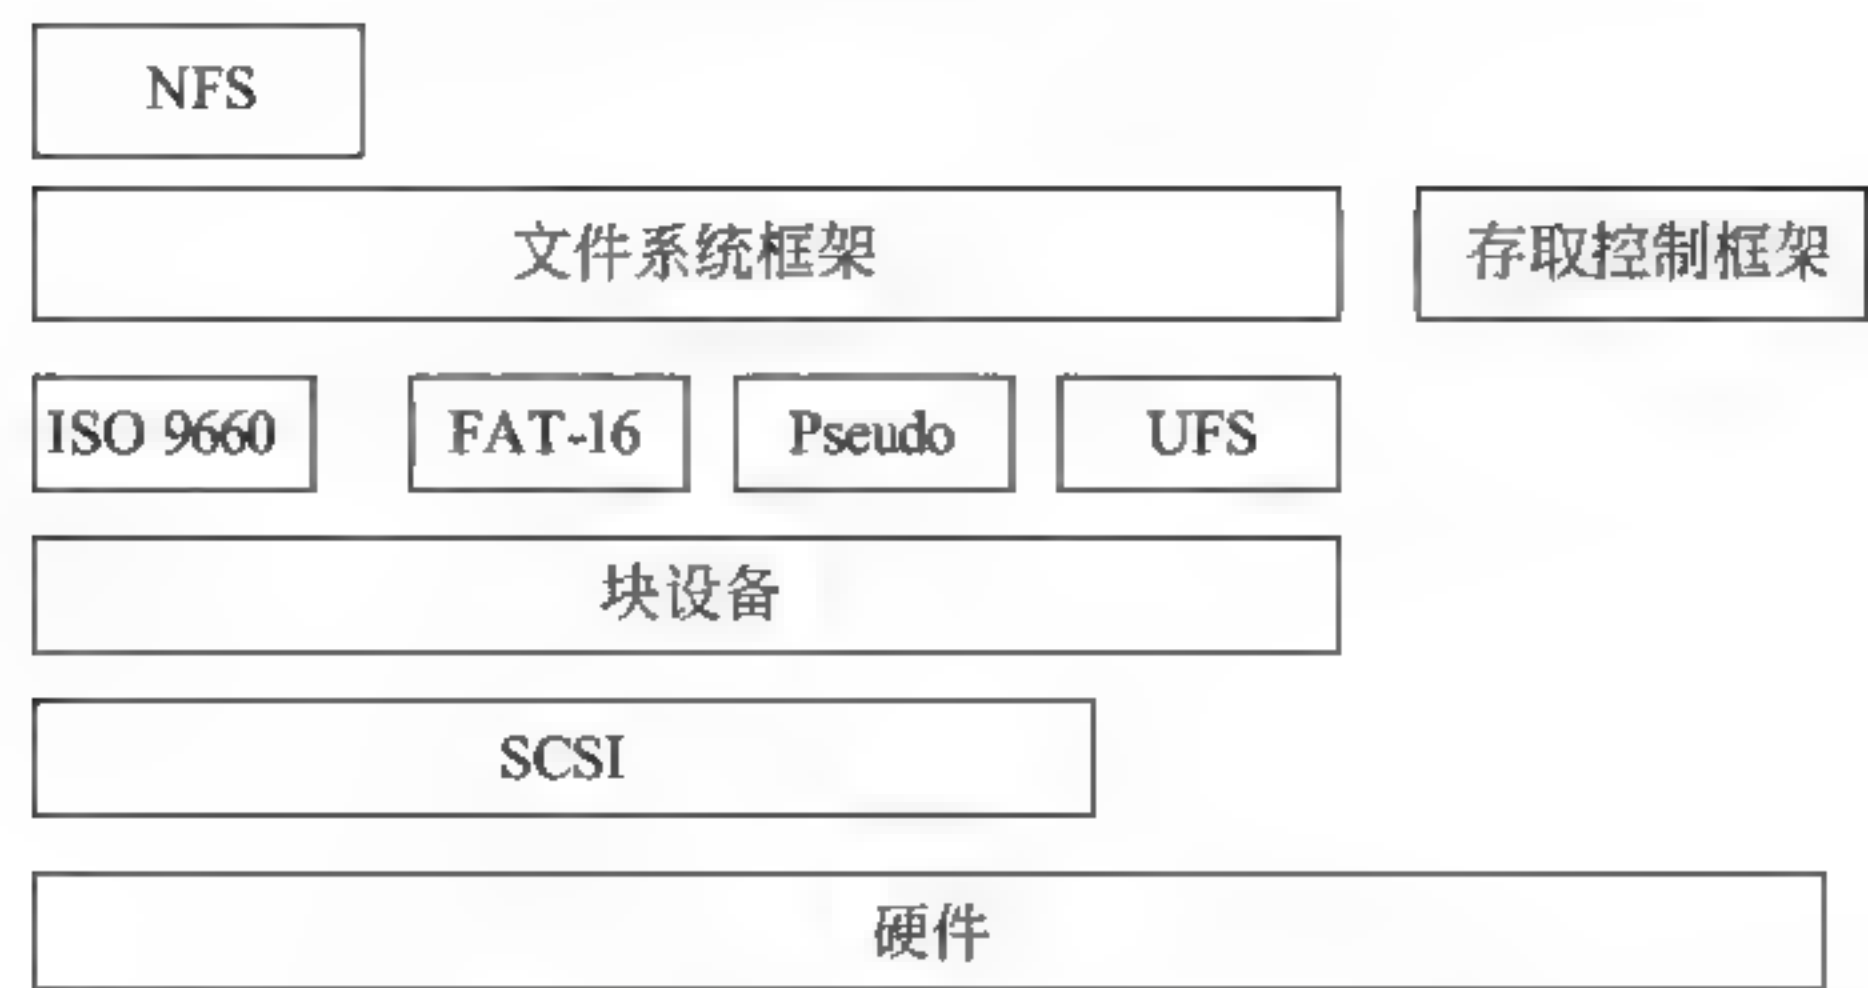 NFS
文件系统框架
存取控制框架
ISO 9660
FAT-16
Pseudo
UFS
块设备
SCSI
硬件